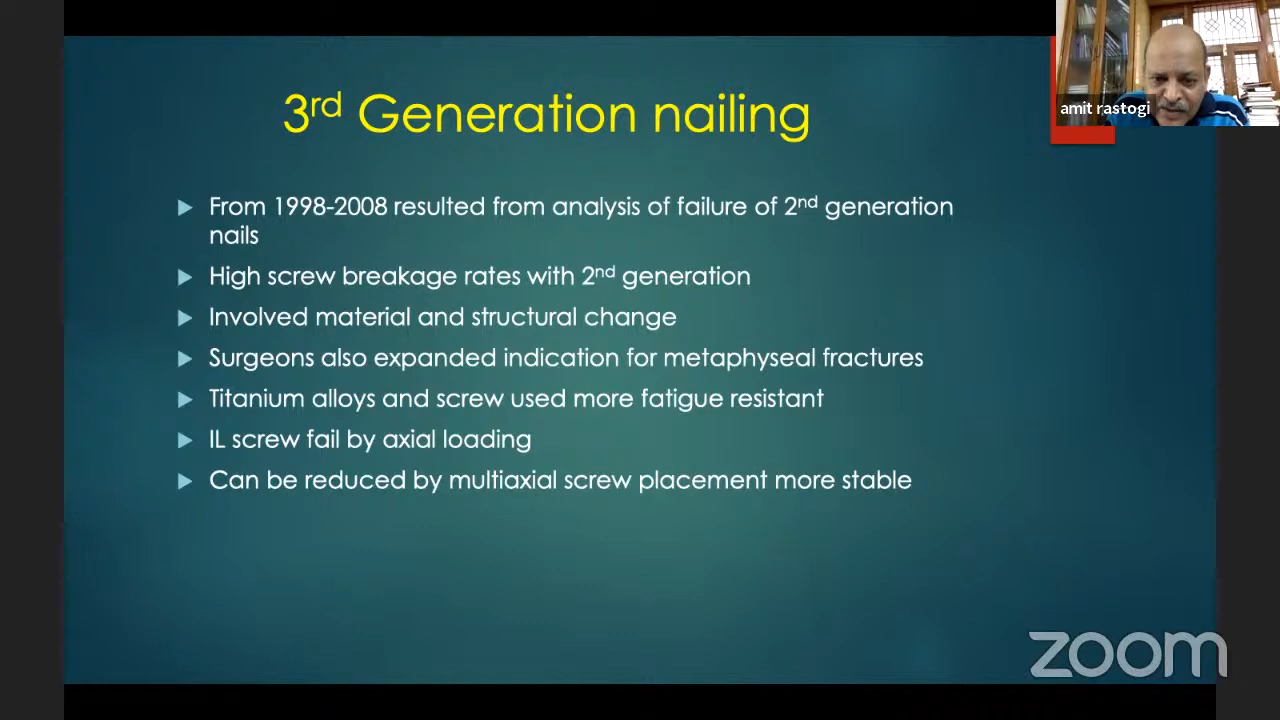 3rd Generation nailing
amit rastogi
From 1998-2008 resulted from analysis of failure of 2nd generation
nails
High screw breakage rates with 2nd generation
Involved material and structural change
Surgeons also expanded indication for metaphyseal fractures
Titanium alloys and screw used more fatigue resistant
IL screw fail by axial loading
Can be reduced by multiaxial screw placement more stable
zoom